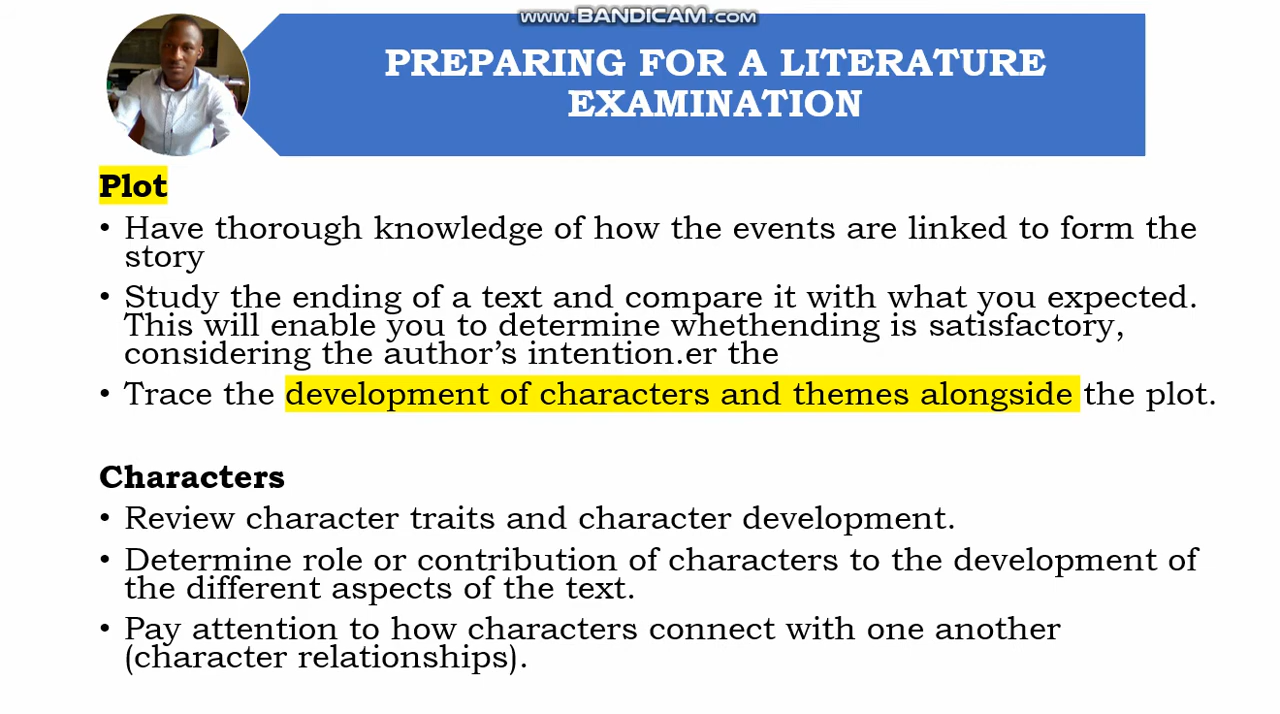 www.BANDICAM.com
PREPARING FOR A LITERATURE
EXAMINATION
Plot
• Have thorough knowledge of how the events are linked to form the
story
• Study the ending of a text and compare it with what you expected.
This will enable you to determine whethending is satisfactory,
considering the author’s intention.er the
• Trace the development of characters and themes alongside the plot.
Characters
• Review character traits and character development.
• Determine role or contribution of characters to the development of
the different aspects of the text.
• Pay attention to how characters connect with one another
(character relationships).